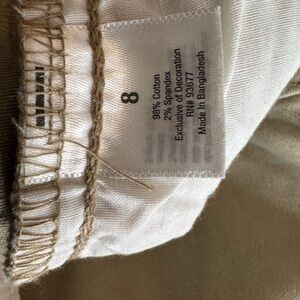 8
98% Cotton
2% Spandex
Exclusive of Decoration
RN# 93677
Made In Bangladesh